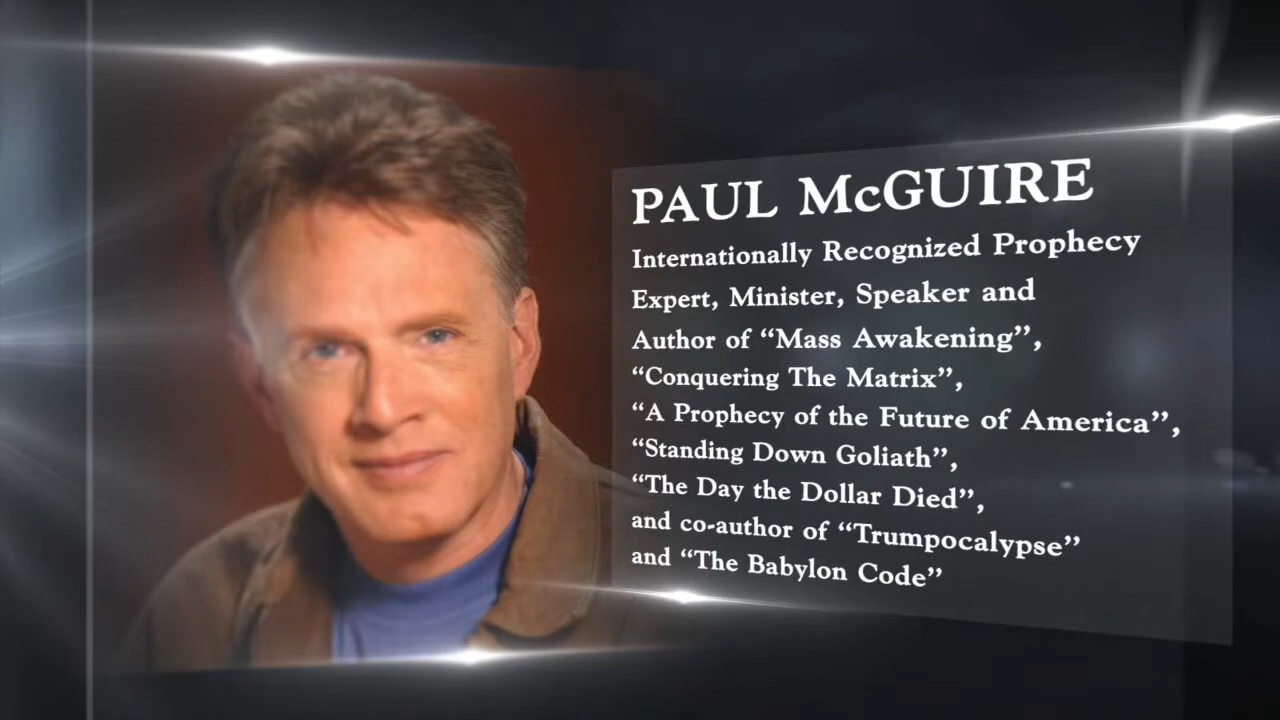 PAUL McGUIRE
Internationally Recognized Prophecy
Expert, Minister, Speaker and
Author of “Mass Awakening”,
“Conquering The Matrix”,
“A Prophecy of the Future of America”,
“Standing Down Goliath”,
“The Day the Dollar Died”,
and co-author of “Trumpocalypse”
and “The Babylon Code”